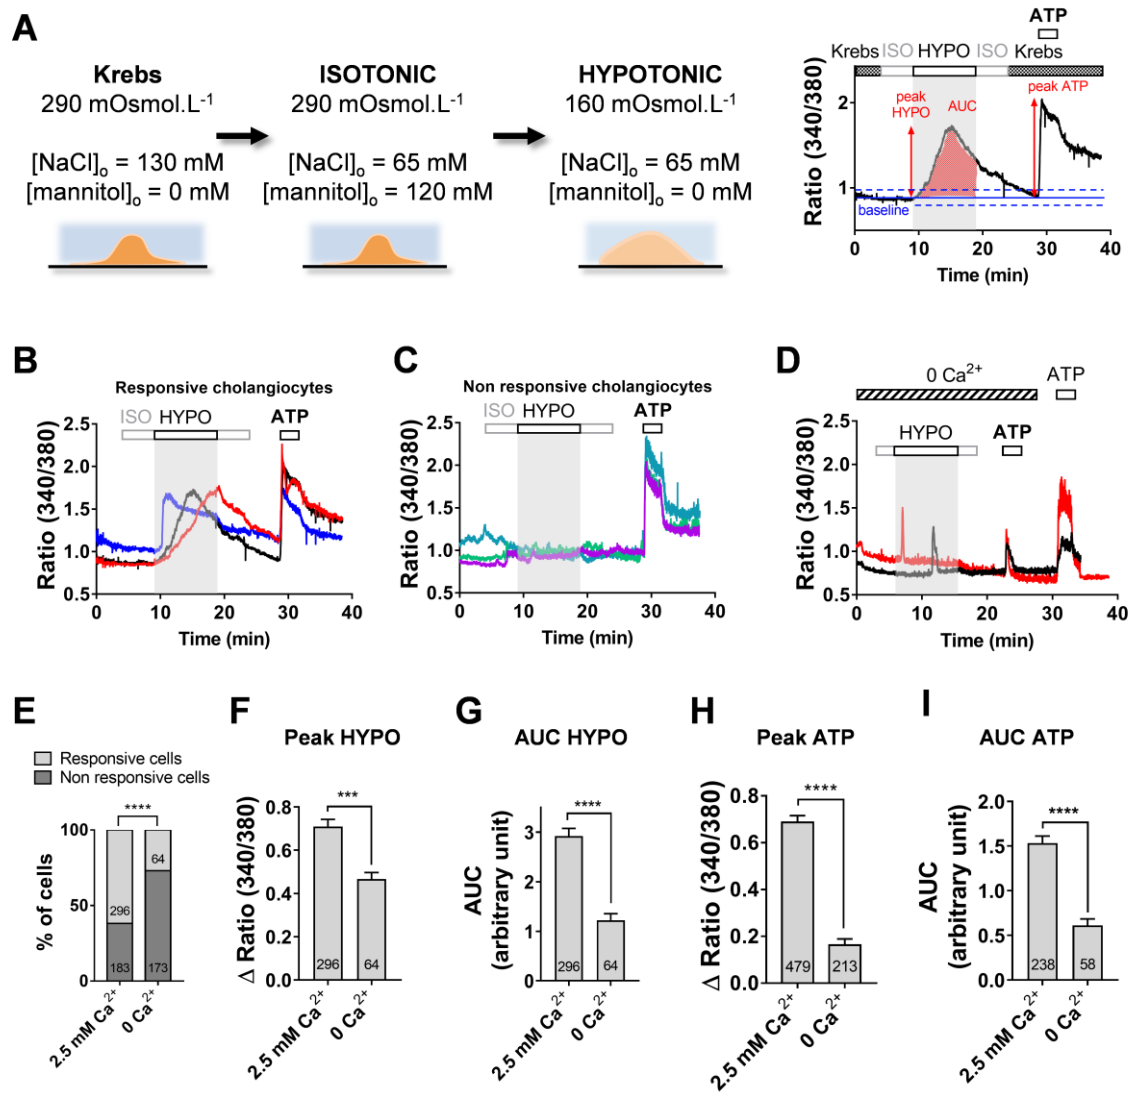 A
Krebs
290 mOsmol.L-1
[NaCl]o = 130 mM
[mannitol]o = 0 mM
ISOTONIC
290 mOsmol.L-1
[NaCl]o = 65 mM
[mannitol]o = 120 mM
HYPOTONIC
160 mOsmol.L-1
[NaCl]o = 65 mM
[mannitol]o = 0 mM
ATP
Krebs ISO HYPO ISO Krebs
peak HYPO
AUC
peak ATP
baseline
Ratio (340/380)
2
1
0 10 20 30 40
Time (min)
B
Responsive cholangiocytes
ISO HYPO ATP
Ratio (340/380)
2.5
2.0
1.5
1.0
0.5
0 10 20 30 40
Time (min)
C
Non responsive cholangiocytes
ISO HYPO ATP
Ratio (340/380)
2.5
2.0
1.5
1.0
0.5
0 10 20 30 40
Time (min)
D
0 Ca2+
ATP
HYPO ATP
Ratio (340/380)
2.5
2.0
1.5
1.0
0.5
0 10 20 30 40
Time (min)
E
Responsive cells
Non responsive cells
****
% of cells
100
50
0
296
183
64
173
2.5 mM Ca2+
0 Ca2+
F
Peak HYPO
***
Δ Ratio (340/380)
0.8
0.6
0.4
0.2
0.0
296
64
2.5 mM Ca2+
0 Ca2+
G
AUC HYPO
****
AUC
(arbitrary unit)
3
2
1
0
296
64
2.5 mM Ca2+
0 Ca2+
H
Peak ATP
****
Δ Ratio (340/380)
0.8
0.6
0.4
0.2
0.0
479
213
2.5 mM Ca2+
0 Ca2+
I
AUC ATP
****
AUC
(arbitrary unit)
2.0
1.5
1.0
0.5
0.0
238
58
2.5 mM Ca2+
0 Ca2+